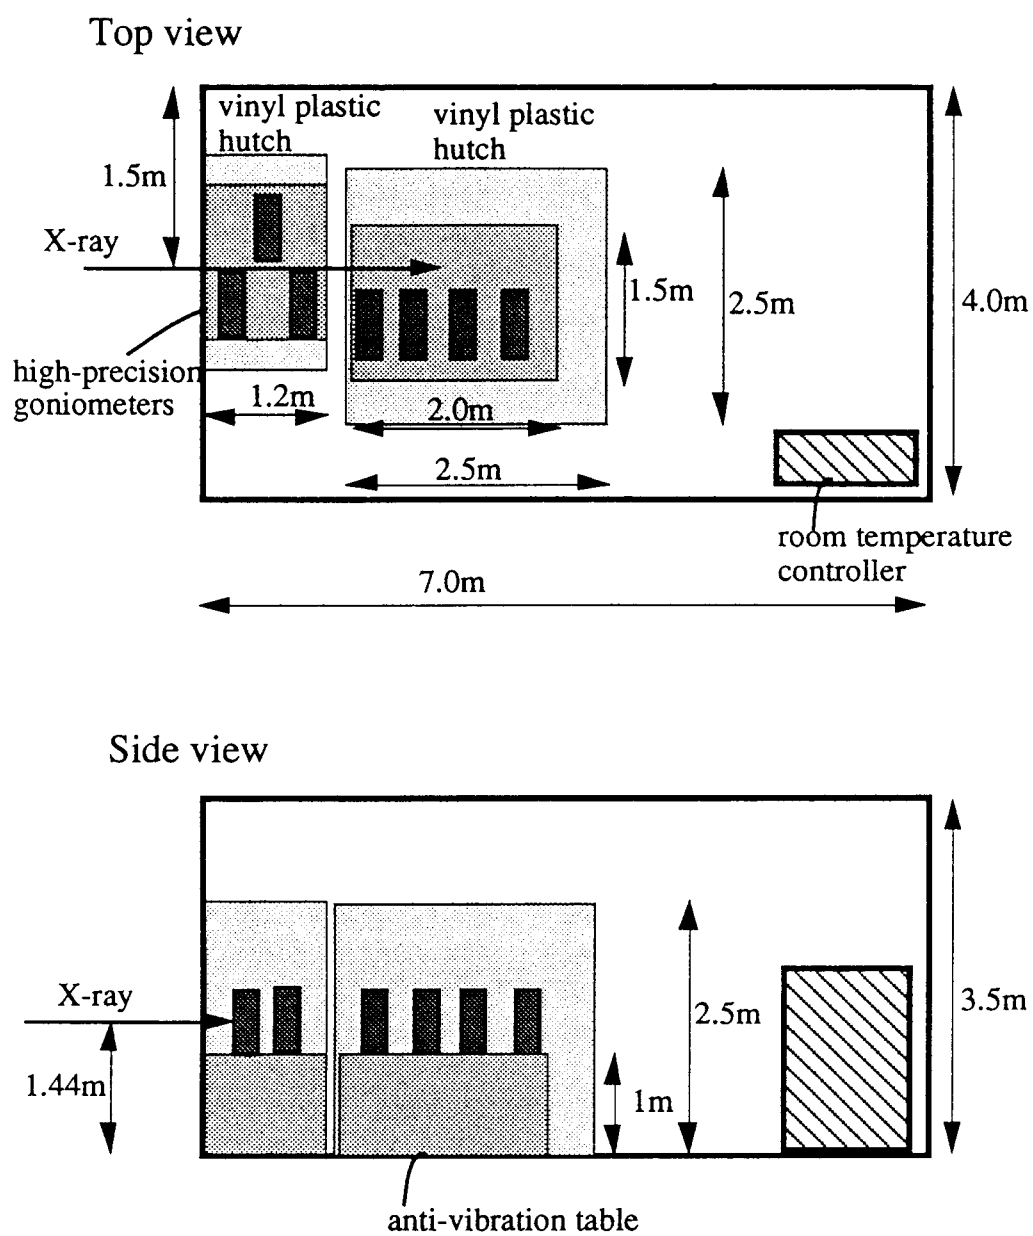 Top view
vinyl plastic
hutch
vinyl plastic
hutch
1.5m
X-ray
1.5m
2.5m
4.0m
high-precision
goniometers
1.2m
2.0m
2.5m
room temperature
controller
7.0m
Side view
X-ray
2.5m
3.5m
1.44m
1m
anti-vibration table